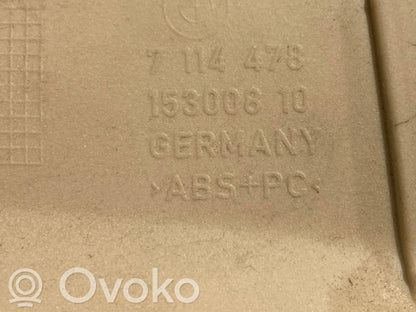 7 114 478
153008 10
GERMANY
>ABS+PC<
Ovoko